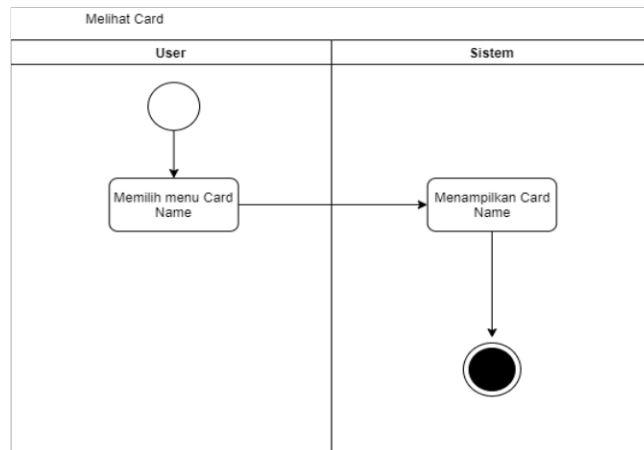 Melihat Card
User
Sistem
Memilih menu Card
Name
Menampilkan Card
Name